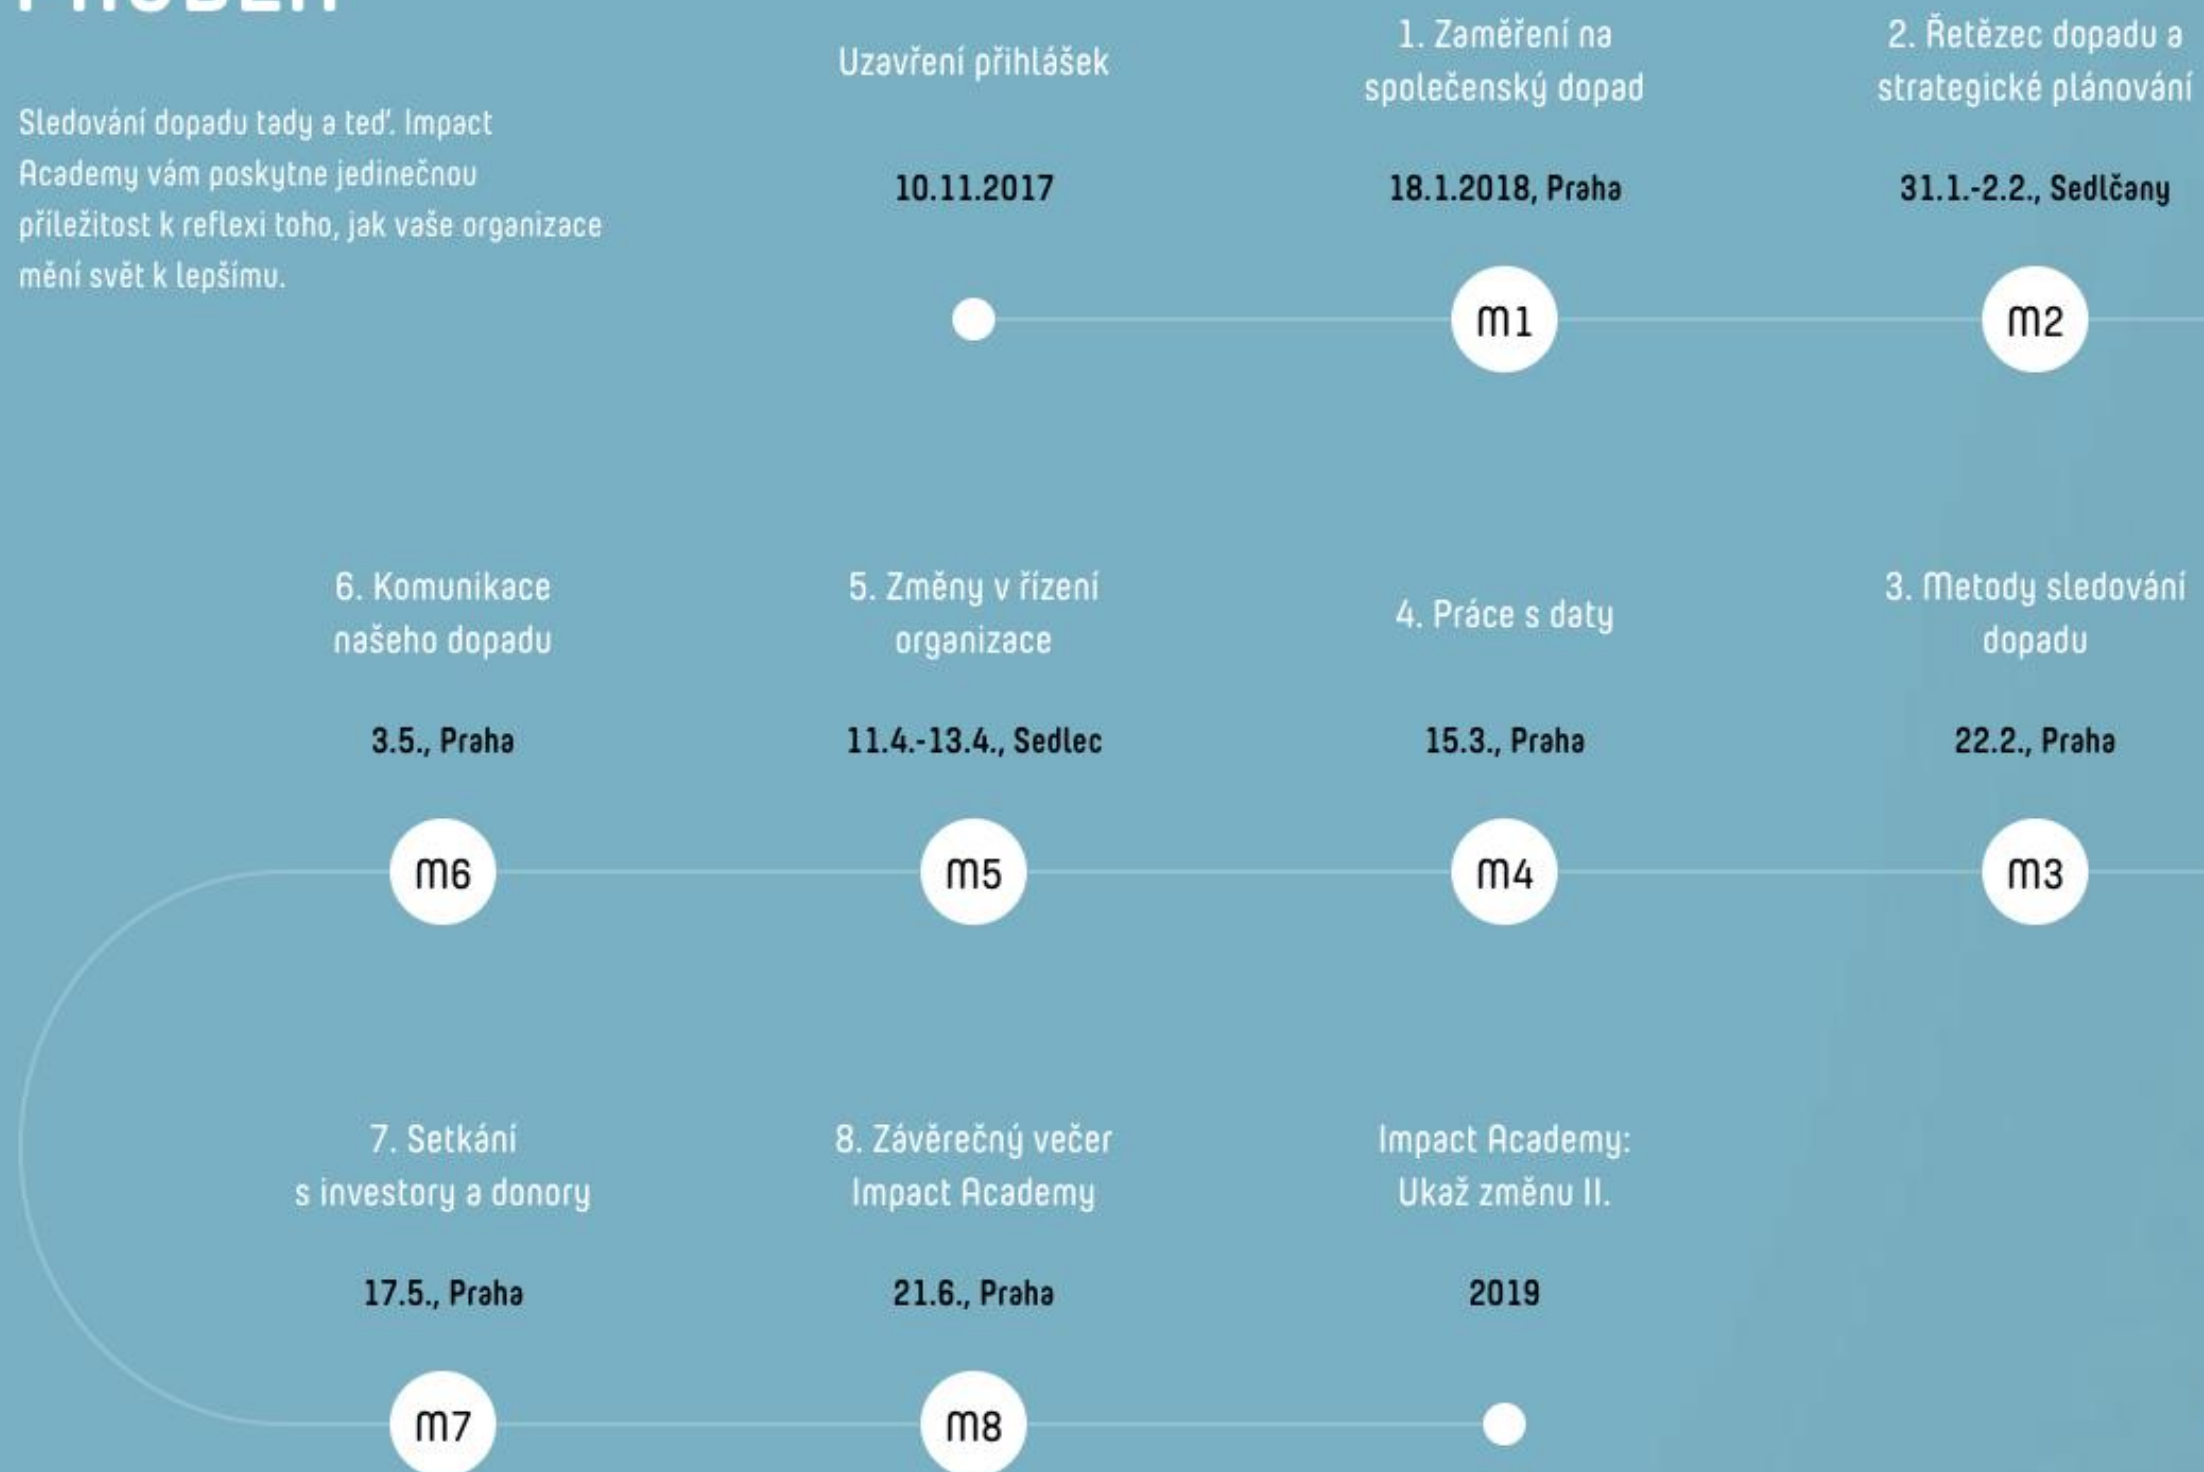 Sledování dopadu tady a teď. Impact
Academy vám poskytne jedinečnou
příležitost k reflexi toho, jak vaše organizace
mění svět k lepšímu.
Uzavření přihlášek
10.11.2017
1. Zaměření na
společenský dopad
18.1.2018, Praha
m1
2. Řetězec dopadu a
strategické plánování
31.1.-2.2., Sedlčany
m2
3. Metody sledování
dopadu
22.2., Praha
m3
4. Práce s daty
15.3., Praha
m4
5. Změny v řízení
organizace
11.4.-13.4., Sedlec
m5
6. Komunikace
našeho dopadu
3.5., Praha
m6
7. Setkání
s investory a donory
17.5., Praha
m7
8. Závěrečný večer
Impact Academy
21.6., Praha
m8
Impact Academy:
Ukaž změnu II.
2019